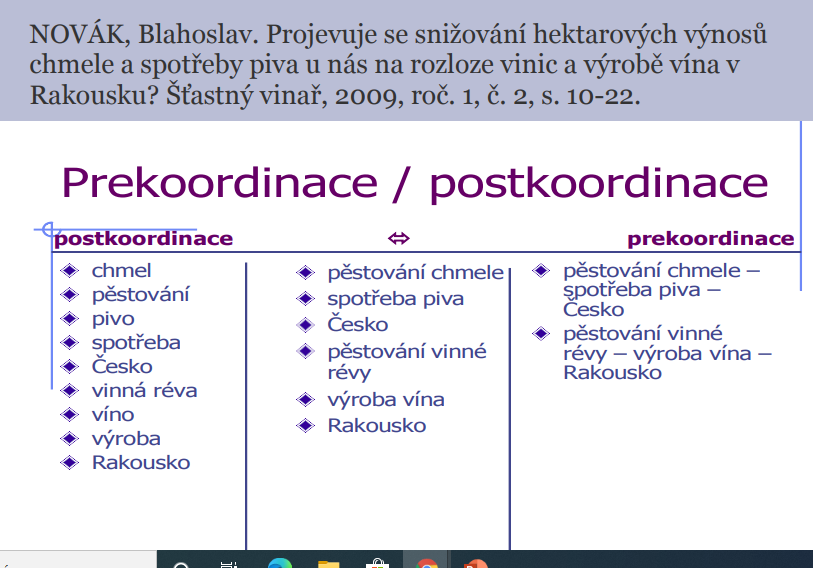 NOVÁK, Blahoslav. Projevuje se snižování hektarových výnosů
chmele a spotřeby piva u nás na rozloze vinic a výrobě vína v
Rakousku? Šťastný vinař, 2009, roč. 1, č. 2, s. 10-22.
Prekoordinace / postkoordinace
postkoordinace ⇔ prekoordinace
chmel
pěstování
pivo
spotřeba
Česko
vinná réva
víno
výroba
Rakousko
pěstování chmele
spotřeba piva
Česko
pěstování vinné
révy
výroba vína
Rakousko
pěstování chmele –
spotřeba piva –
Česko
pěstování vinné
révy – výroba vína –
Rakousko